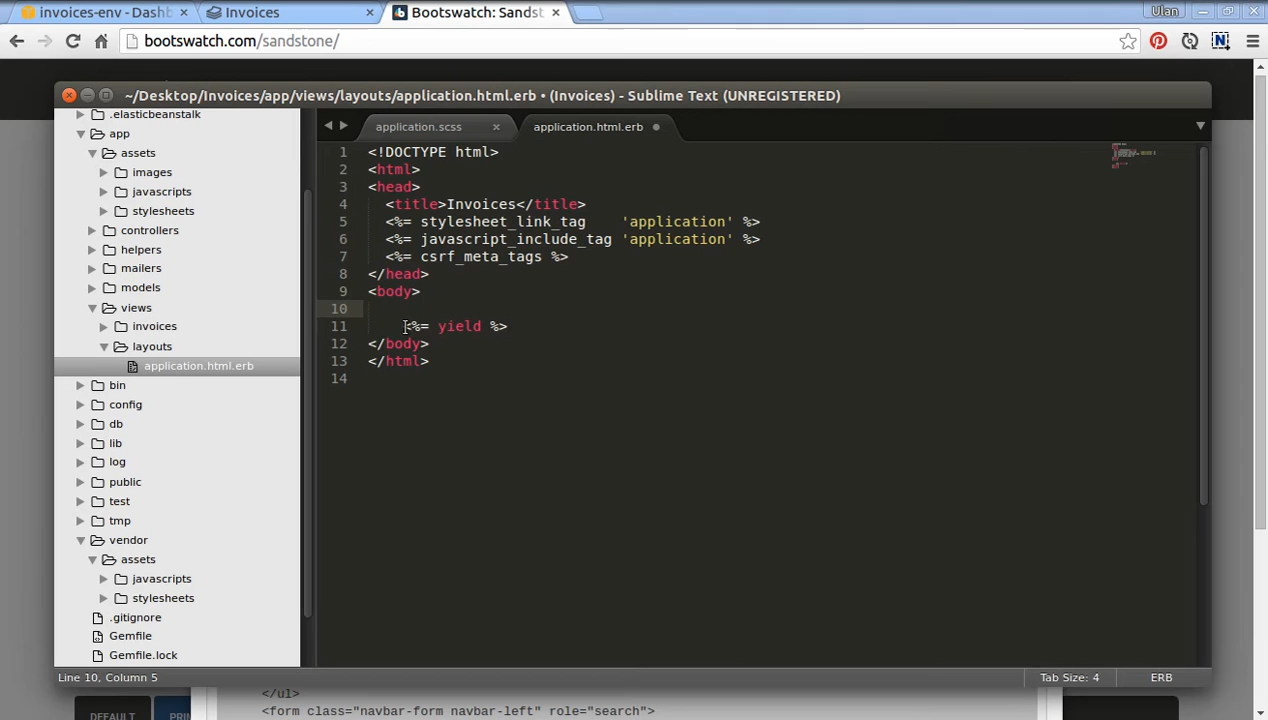 invoices-env - Dashb
Invoices
Bootswatch: Sandst
Ulan
bootswatch.com/sandstone/
~/Desktop/Invoices/app/views/layouts/application.html.erb • (Invoices) - Sublime Text (UNREGISTERED)
.elasticbeanstalk
app
assets
images
javascripts
stylesheets
controllers
helpers
mailers
models
views
invoices
layouts
application.html.erb
bin
config
db
lib
log
public
test
tmp
vendor
assets
javascripts
stylesheets
.gitignore
Gemfile
Gemfile.lock
application.scss
application.html.erb
1 <!DOCTYPE html>
2 <html>
3 <head>
4 <title>Invoices</title>
5 <%= stylesheet_link_tag    'application' %>
6 <%= javascript_include_tag 'application' %>
7 <%= csrf_meta_tags %>
8 </head>
9 <body>
10
11 <%= yield %>
12 </body>
13 </html>
14
Line 10, Column 5
Tab Size: 4
ERB
</ul>
DEFAULT
PRI
<form class="navbar-form navbar-left" role="search">